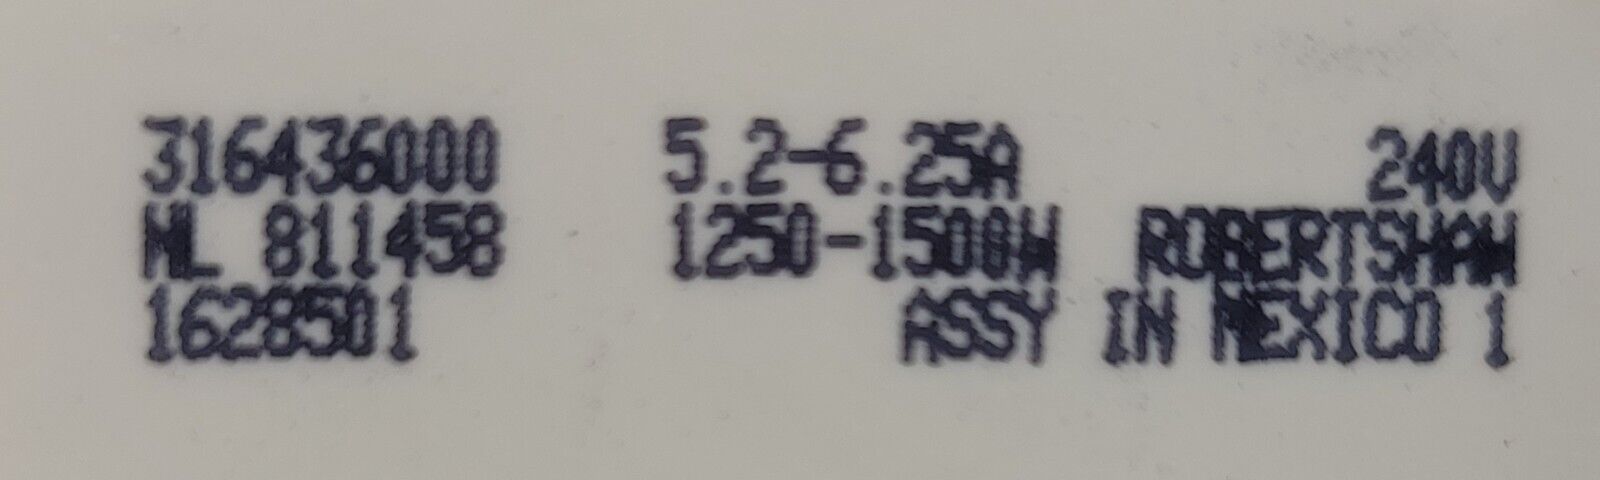 316436000 5.2-6.25A 240V
ML 811458 1250-1500W ROBERTSHAW
1628501 ASSY IN MEXICO 1